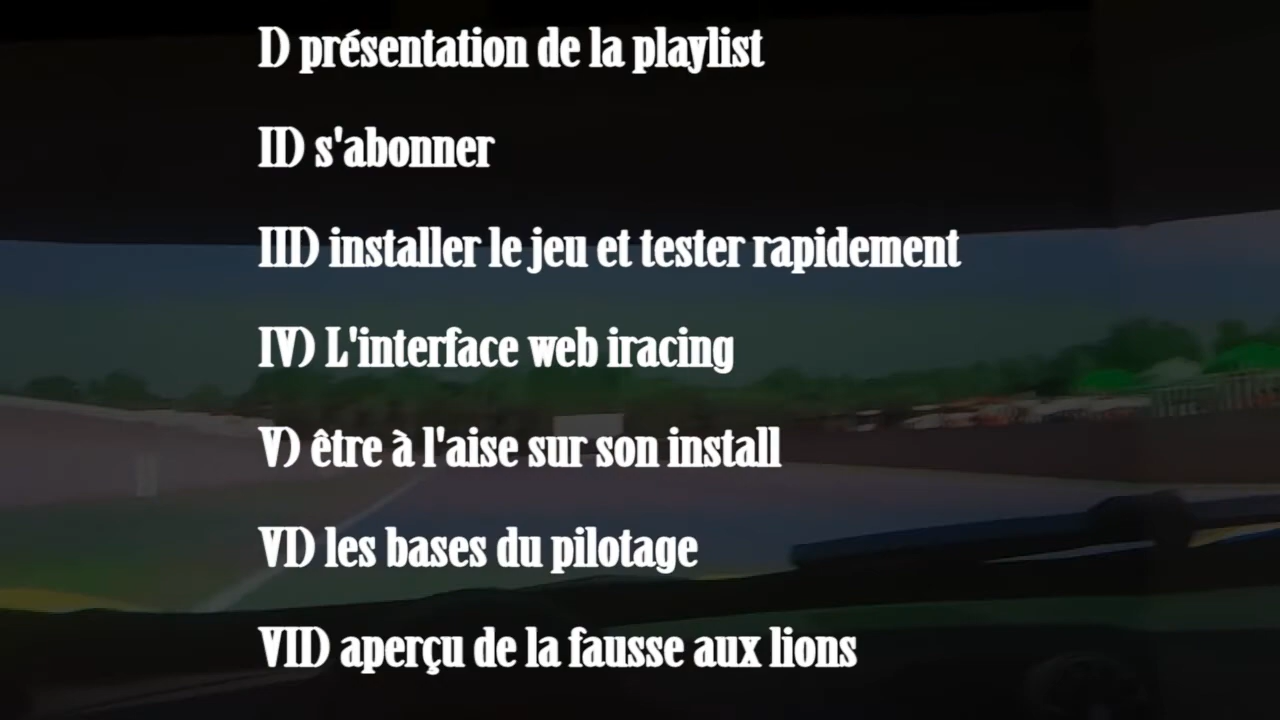 I) présentation de la playlist
II) s'abonner
III) installer le jeu et tester rapidement
IV) L'interface web iracing
V) être à l'aise sur son install
VI) les bases du pilotage
VII) aperçu de la fausse aux lions